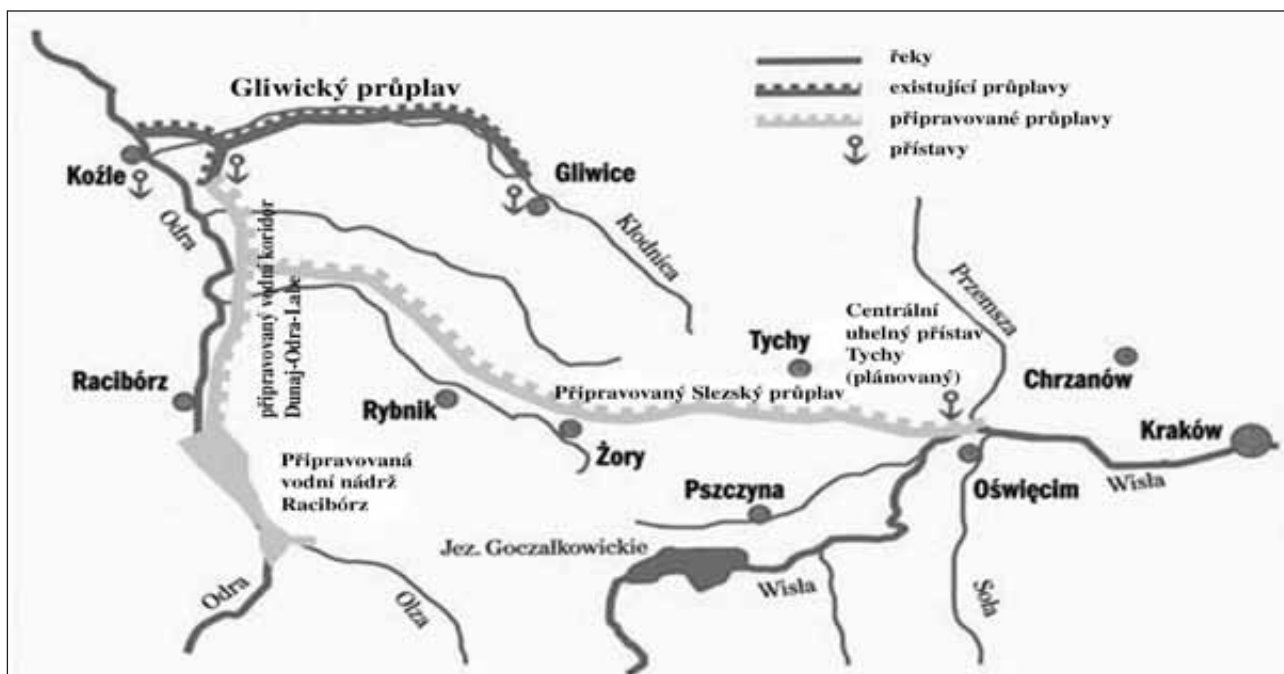 Gliwický průplav
řeky
existující průplavy
připravované průplavy
přístavy
Koźle
Gliwice
Odra
Kłodnica
připravovaný vodní koridor
Dunaj-Odra-Labe
Przemsza
Centrální
uhelný přístav
Tychy
(plánovaný)
Tychy
Chrzanów
Racibórz
Rybnik
Připravovaný Slezský průplav
Żory
Kraków
Připravovaná
vodní nádrž
Racibórz
Pszczyna
Oświęcim
Wisła
Jez. Goczałkowickie
Wisła
Soła
Odra
Olza